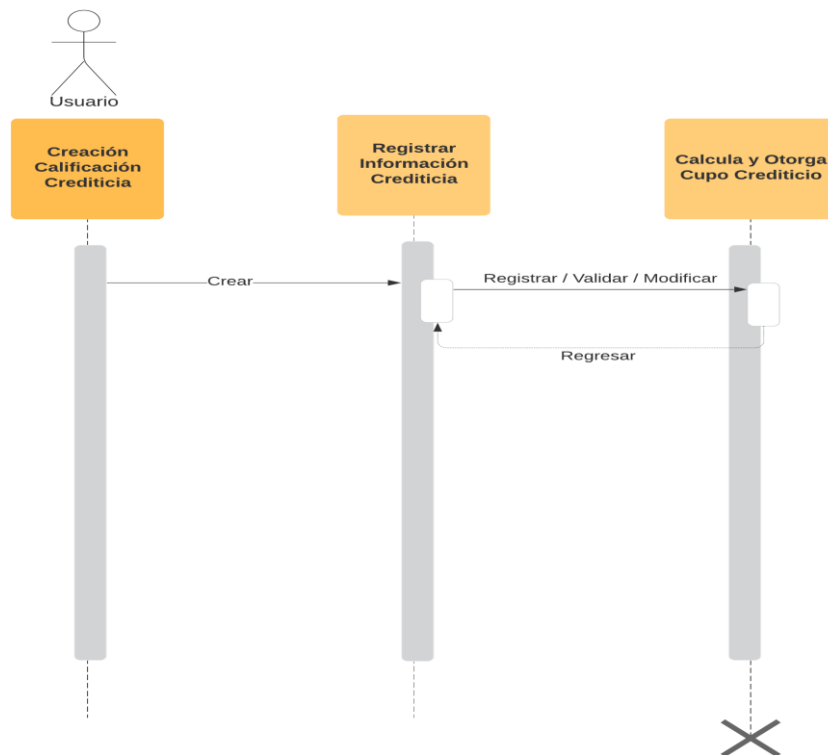 Usuario
Creación
Calificación
Crediticia
Registrar
Información
Crediticia
Calcula y Otorga
Cupo Crediticio
Crear
Registrar / Validar / Modificar
Regresar